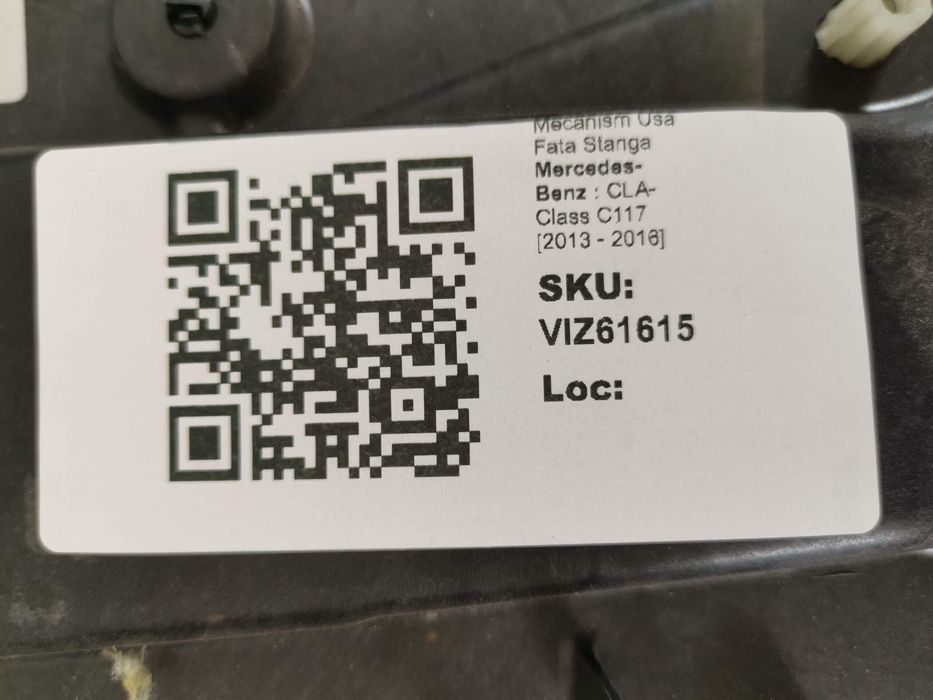 Mecanism Usa
Fata Stanga
Mercedes-
Benz : CLA-
Class C117
[2013 - 2016]
SKU:
VIZ61615
Loc: